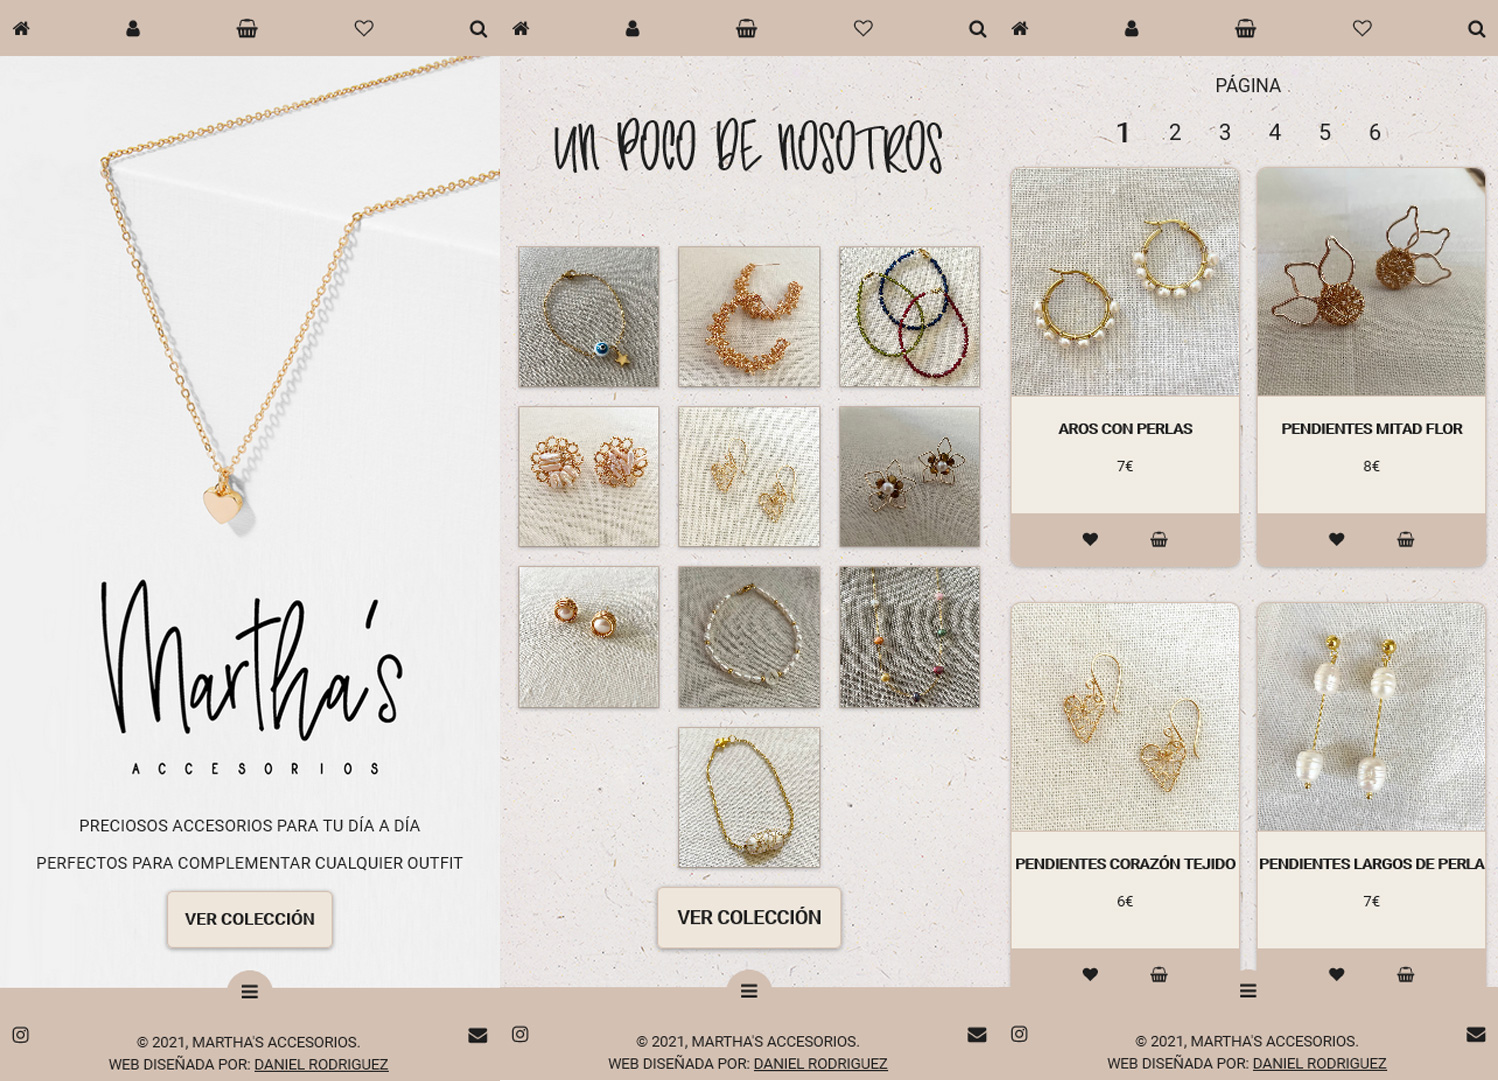 Martha's
ACCESORIOS
PRECIOSOS ACCESORIOS PARA TU DÍA A DÍA
PERFECTOS PARA COMPLEMENTAR CUALQUIER OUTFIT
VER COLECCIÓN
© 2021, MARTHA'S ACCESORIOS.
WEB DISEÑADA POR: DANIEL RODRIGUEZ
UN POCO DE NOSOTROS
VER COLECCIÓN
© 2021, MARTHA'S ACCESORIOS.
WEB DISEÑADA POR: DANIEL RODRIGUEZ
PÁGINA
1 2 3 4 5 6
AROS CON PERLAS
7€
PENDIENTES MITAD FLOR
8€
PENDIENTES CORAZÓN TEJIDO
6€
PENDIENTES LARGOS DE PERLA
7€
© 2021, MARTHA'S ACCESORIOS.
WEB DISEÑADA POR: DANIEL RODRIGUEZ